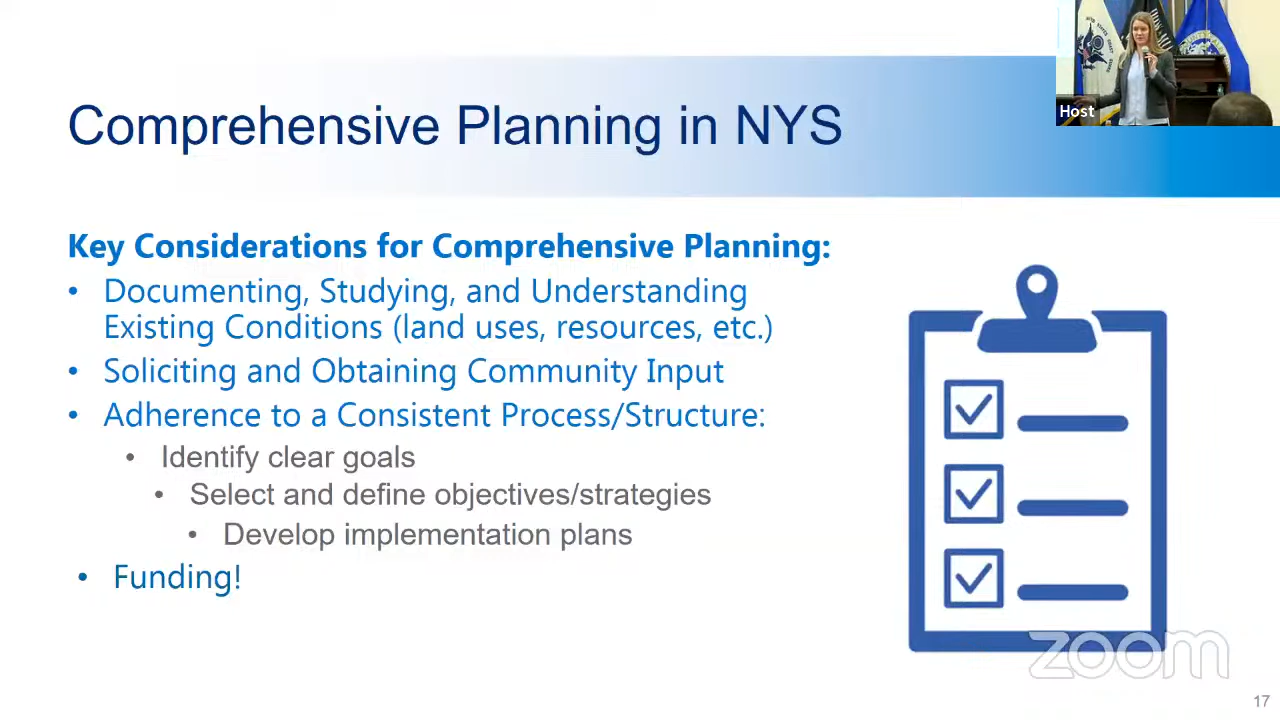 Host
Comprehensive Planning in NYS
Key Considerations for Comprehensive Planning:
• Documenting, Studying, and Understanding
Existing Conditions (land uses, resources, etc.)
• Soliciting and Obtaining Community Input
• Adherence to a Consistent Process/Structure:
• Identify clear goals
• Select and define objectives/strategies
• Develop implementation plans
• Funding!
zoom
17